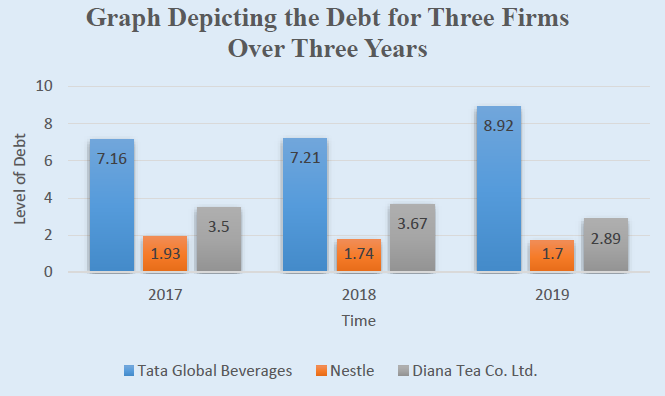 Graph Depicting the Debt for Three Firms
Over Three Years
Level of Debt
10
8
6
4
2
0
7.16
1.93
3.5
7.21
1.74
3.67
8.92
1.7
2.89
2017
2018
2019
Time
Tata Global Beverages
Nestle
Diana Tea Co. Ltd.